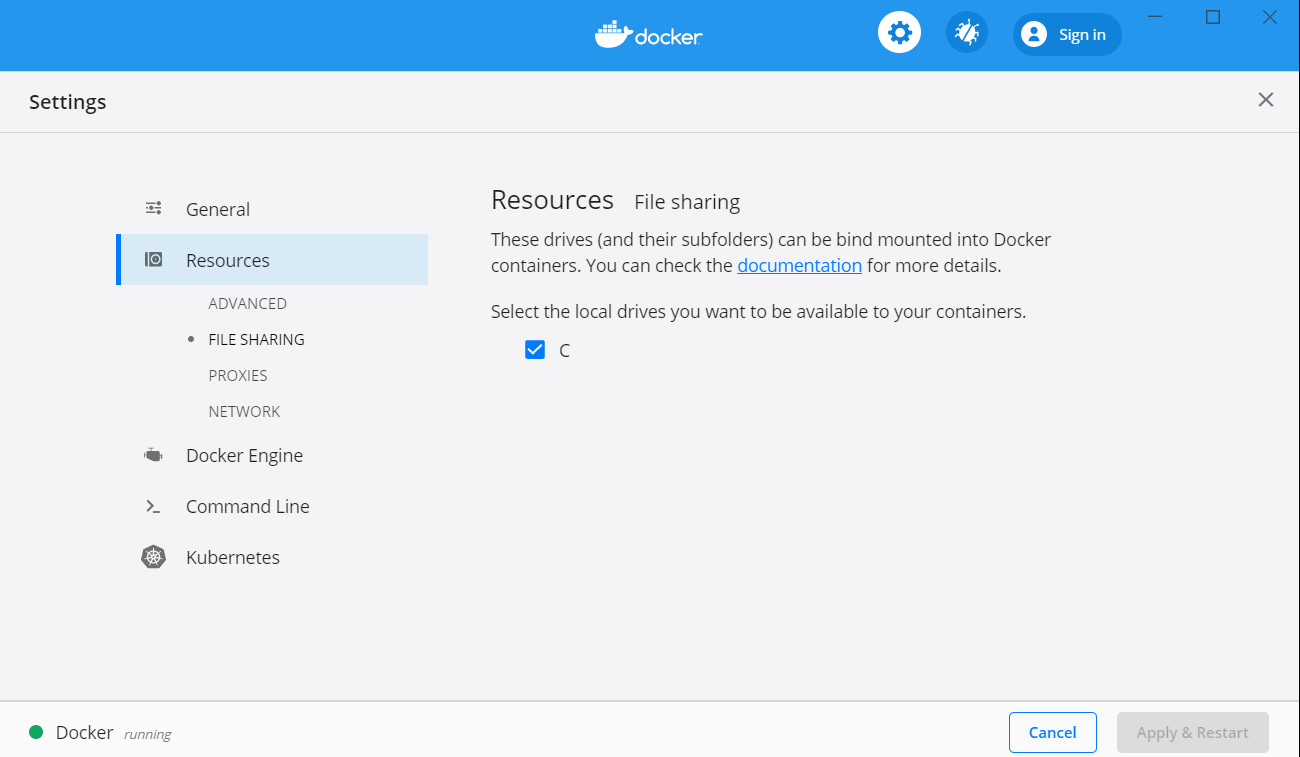 docker
Sign in
Settings
General
Resources
ADVANCED
FILE SHARING
PROXIES
NETWORK
Docker Engine
Command Line
Kubernetes
Resources File sharing
These drives (and their subfolders) can be bind mounted into Docker
containers. You can check the documentation for more details.
Select the local drives you want to be available to your containers.
C
Docker running
Cancel
Apply & Restart